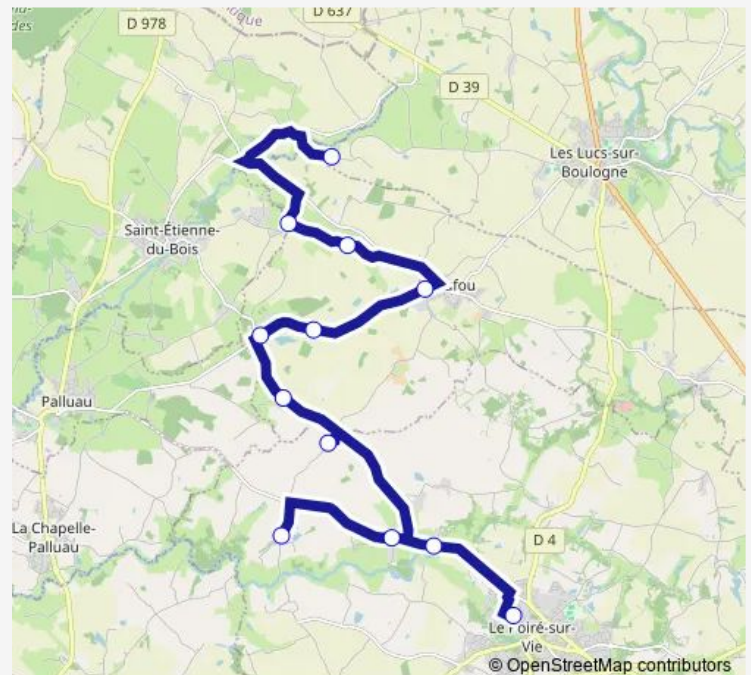 D 637
D 978
D 39
Les Lucs-sur-
Boulogne
Saint-Étienne-
du-Bois
Palluau
La Chapelle-
Palluau
D 4
Le Poiré-sur-
Vie
© OpenStreetMap contributors